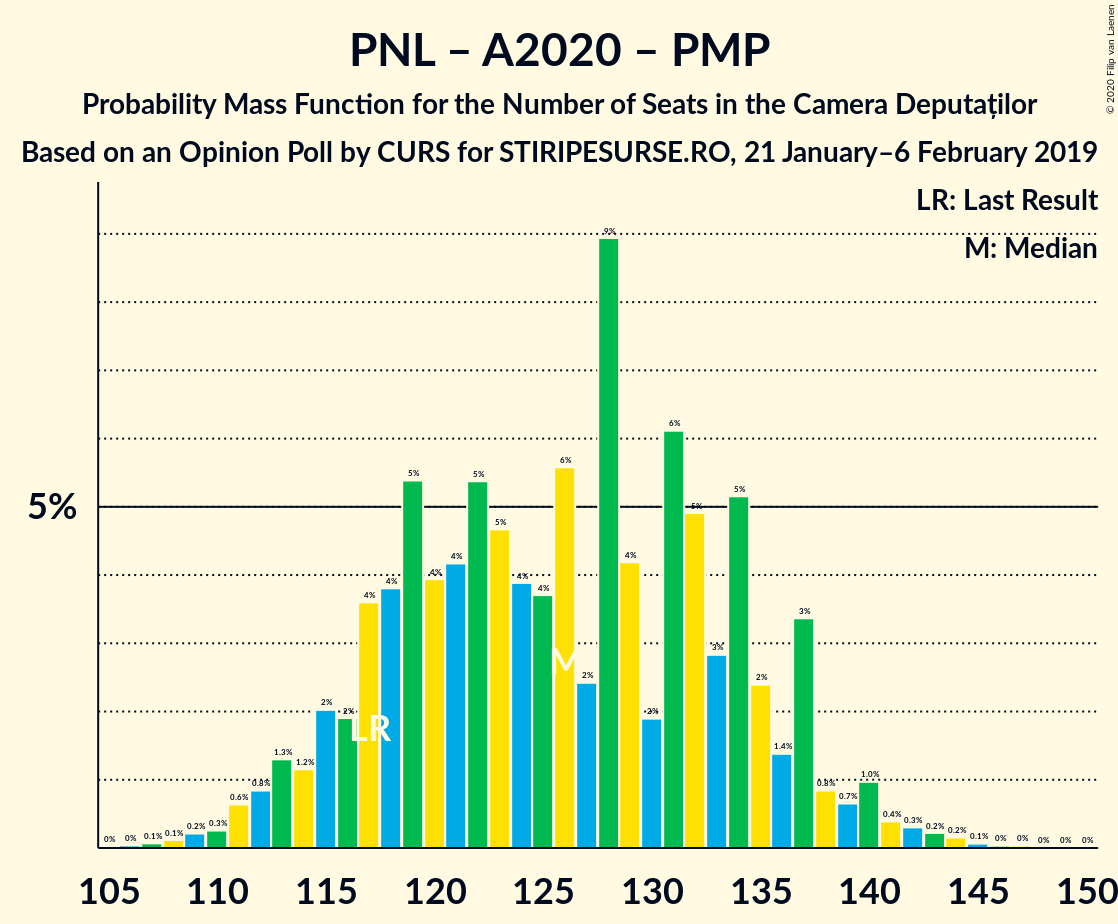 PNL – A2020 – PMP
Probability Mass Function for the Number of Seats in the Camera Deputaților
Based on an Opinion Poll by CURS for STIRIPESURSE.RO, 21 January–6 February 2019
© 2020 Filip van Laenen
LR: Last Result
M: Median
5%
0% 0% 0.1% 0.1% 0.2% 0.3% 0.6% 0.8% 1.3% 1.2% 2% 2% 4% 4% 5% 4% 4% 5% 5% 4% 4% 6% 2% 9% 4% 2% 6% 5% 3% 5% 2% 1.4% 3% 0.8% 0.7% 1.0% 0.4% 0.3% 0.2% 0.2% 0.1% 0% 0% 0% 0% 0%
LR
M
105 110 115 120 125 130 135 140 145 150